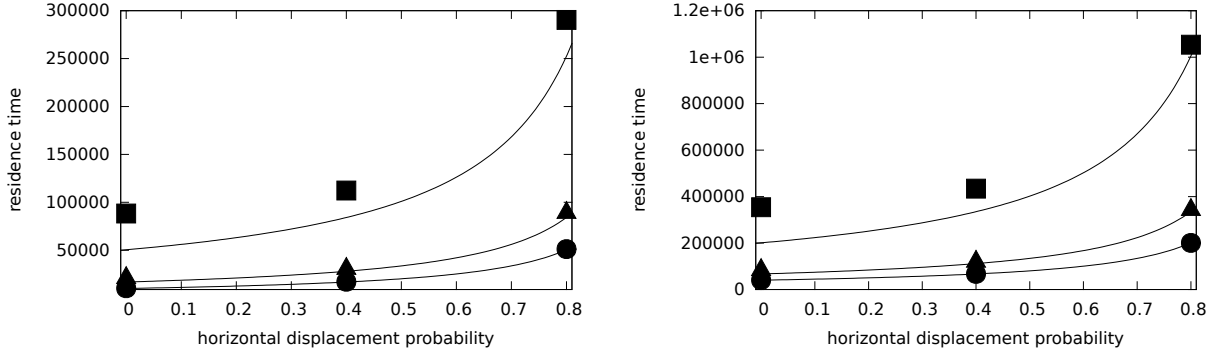 300000
250000
200000
150000
100000
50000
residence time
0 0.1 0.2 0.3 0.4 0.5 0.6 0.7 0.8
horizontal displacement probability
1.2e+06
1e+06
800000
600000
400000
200000
0
residence time
0 0.1 0.2 0.3 0.4 0.5 0.6 0.7 0.8
horizontal displacement probability